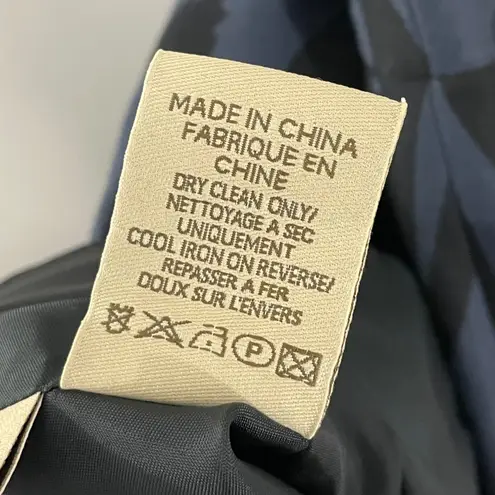 MADE IN CHINA
FABRIQUE EN
CHINE
DRY CLEAN ONLY/
NETTOYAGE A SEC
UNIQUEMENT
COOL IRON ON REVERSE/
REPASSER A FER
DOUX SUR L'ENVERS
P